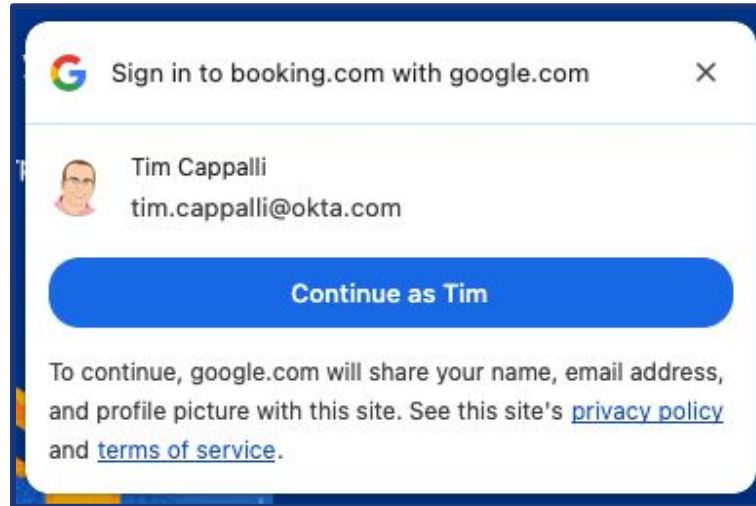 Sign in to booking.com with google.com
Tim Cappalli
tim.cappalli@okta.com
Continue as Tim
To continue, google.com will share your name, email address,
and profile picture with this site. See this site's privacy policy
and terms of service.